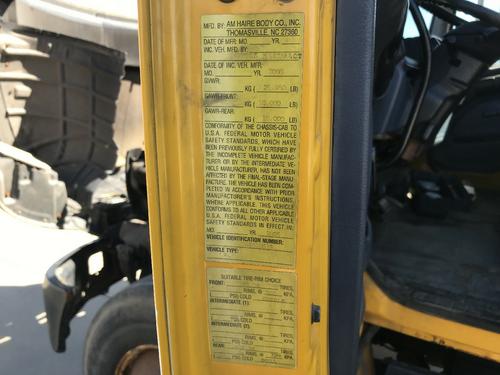 MFG. BY: AM HAIRE BODY CO., INC.
THOMASVILLE, NC 27360
DATE OF MFR: MO. YR.
INC. VEH. MFG. BY
DATE OF INC. VEH. MFR:
MO. YR.
GVWR:
KG ( LB)
GAWR-FRONT:
KG ( LB)
GAWR-REAR:
KG ( LB)
CONFORMITY OF THE CHASSIS-CAB TO
U.S.A. FEDERAL MOTOR VEHICLE
SAFETY STANDARDS, WHICH HAVE
BEEN PREVIOUSLY FULLY CERTIFIED BY
THE INCOMPLETE VEHICLE MANUFAC-
TURER OR BY THE INTERMEDIATE VE-
HICLE MANUFACTURER, HAS NOT BEEN
AFFECTED BY THE FINAL-STAGE MANU-
FACTURE. THE VEHICLE HAS BEEN COM-
PLETED IN ACCORDANCE WITH PRIOR
MANUFACTURER'S INSTRUCTIONS,
WHERE APPLICABLE. THIS VEHICLE
CONFORMS TO ALL OTHER APPLICABLE
U.S.A. FEDERAL MOTOR VEHICLE
SAFETY STANDARDS IN EFFECT IN:
MO. YR.
VEHICLE IDENTIFICATION NUMBER:
VEHICLE TYPE:
SUITABLE TIRE-RIM CHOICE
FRONT: TIRES,
RIMS, @ KPA,
PSI) COLD
INTERMEDIATE (1): TIRES,
RIMS, @ KPA,
PSI) COLD
INTERMEDIATE (2): TIRES,
RIMS, @ KPA,
PSI) COLD
REAR: TIRES,
RIMS, @ KPA,
PSI) COLD